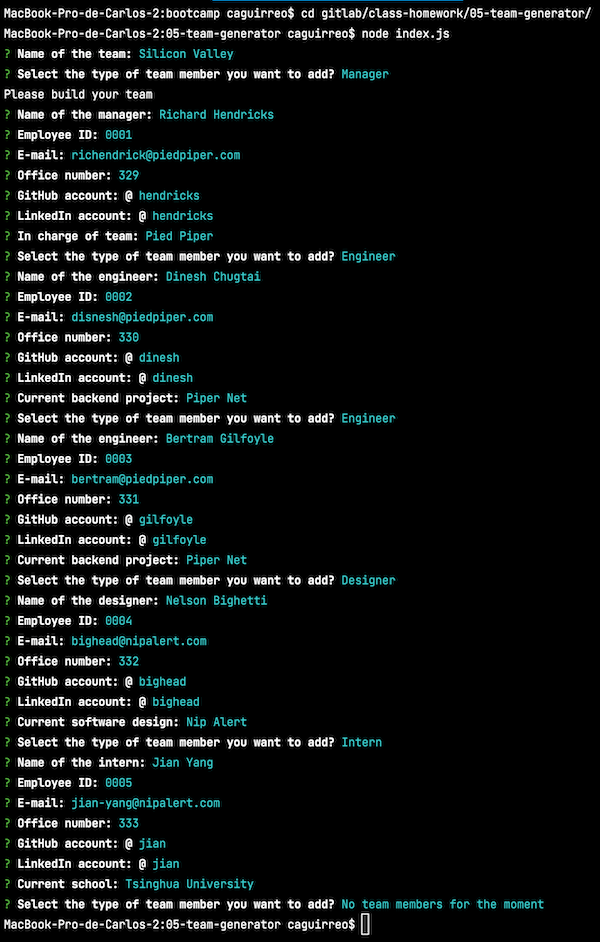 MacBook-Pro-de-Carlos-2:bootcamp caguirreo$ cd gitlab/class-homework/05-team-generator/
MacBook-Pro-de-Carlos-2:05-team-generator caguirreo$ node index.js
? Name of the team: Silicon Valley
? Select the type of team member you want to add? Manager
Please build your team
? Name of the manager: Richard Hendricks
? Employee ID: 0001
? E-mail: richendrick@piedpiper.com
? Office number: 329
? GitHub account: @ hendricks
? LinkedIn account: @ hendricks
? In charge of team: Pied Piper
? Select the type of team member you want to add? Engineer
? Name of the engineer: Dinesh Chugtai
? Employee ID: 0002
? E-mail: disnesh@piedpiper.com
? Office number: 330
? GitHub account: @ dinesh
? LinkedIn account: @ dinesh
? Current backend project: Piper Net
? Select the type of team member you want to add? Engineer
? Name of the engineer: Bertram Gilfoyle
? Employee ID: 0003
? E-mail: bertram@piedpiper.com
? Office number: 331
? GitHub account: @ gilfoyle
? LinkedIn account: @ gilfoyle
? Current backend project: Piper Net
? Select the type of team member you want to add? Designer
? Name of the designer: Nelson Bighetti
? Employee ID: 0004
? E-mail: bighead@nipalert.com
? Office number: 332
? GitHub account: @ bighead
? LinkedIn account: @ bighead
? Current software design: Nip Alert
? Select the type of team member you want to add? Intern
? Name of the intern: Jian Yang
? Employee ID: 0005
? E-mail: jian-yang@nipalert.com
? Office number: 333
? GitHub account: @ jian
? LinkedIn account: @ jian
? Current school: Tsinghua University
? Select the type of team member you want to add? No team members for the moment
MacBook-Pro-de-Carlos-2:05-team-generator caguirreo$